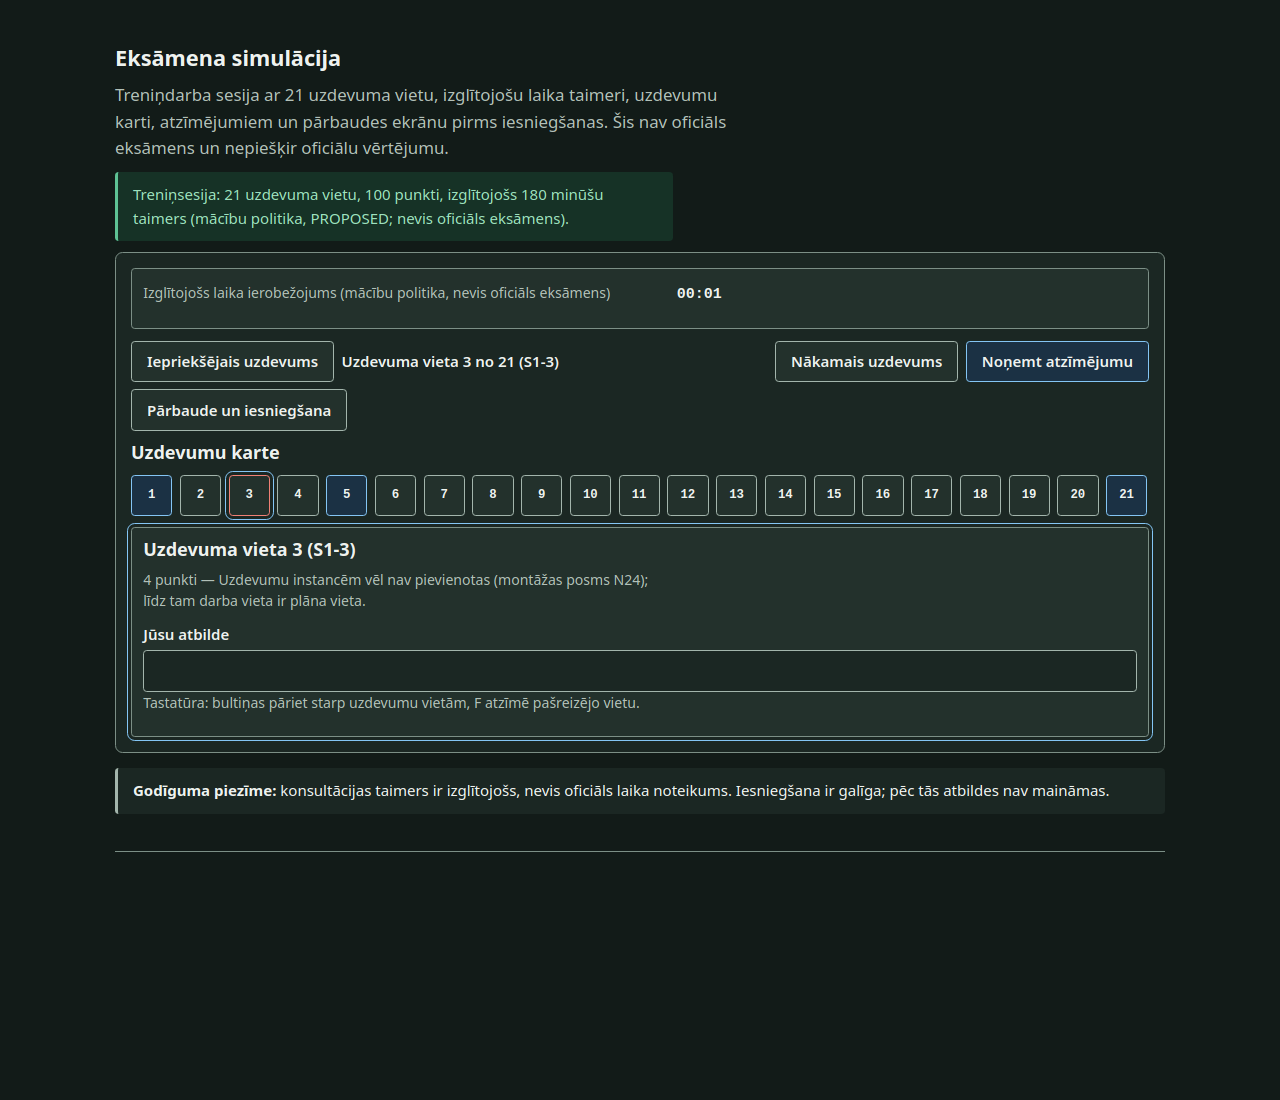 Eksāmena simulācija
Treniņdarba sesija ar 21 uzdevuma vietu, izglītojošu laika taimeri, uzdevumu
karti, atzīmējumiem un pārbaudes ekrānu pirms iesniegšanas. Šis nav oficiāls
eksāmens un nepiešķir oficiālu vērtējumu.
Treniņsesija: 21 uzdevuma vietu, 100 punkti, izglītojošs 180 minūšu
taimers (mācību politika, PROPOSED; nevis oficiāls eksāmens).
Izglītojošs laika ierobežojums (mācību politika, nevis oficiāls eksāmens) 00:01
Iepriekšējais uzdevums Uzdevuma vieta 3 no 21 (S1-3) Nākamais uzdevums Noņemt atzīmējumu
Pārbaude un iesniegšana
Uzdevumu karte
1 2 3 4 5 6 7 8 9 10 11 12 13 14 15 16 17 18 19 20 21
Uzdevuma vieta 3 (S1-3)
4 punkti — Uzdevumu instancēm vēl nav pievienotas (montāžas posms N24);
līdz tam darba vieta ir plāna vieta.
Jūsu atbilde
Tastatūra: bultiņas pāriet starp uzdevumu vietām, F atzīmē pašreizējo vietu.
Godīguma piezīme: konsultācijas taimers ir izglītojošs, nevis oficiāls laika noteikums. Iesniegšana ir galīga; pēc tās atbildes nav maināmas.